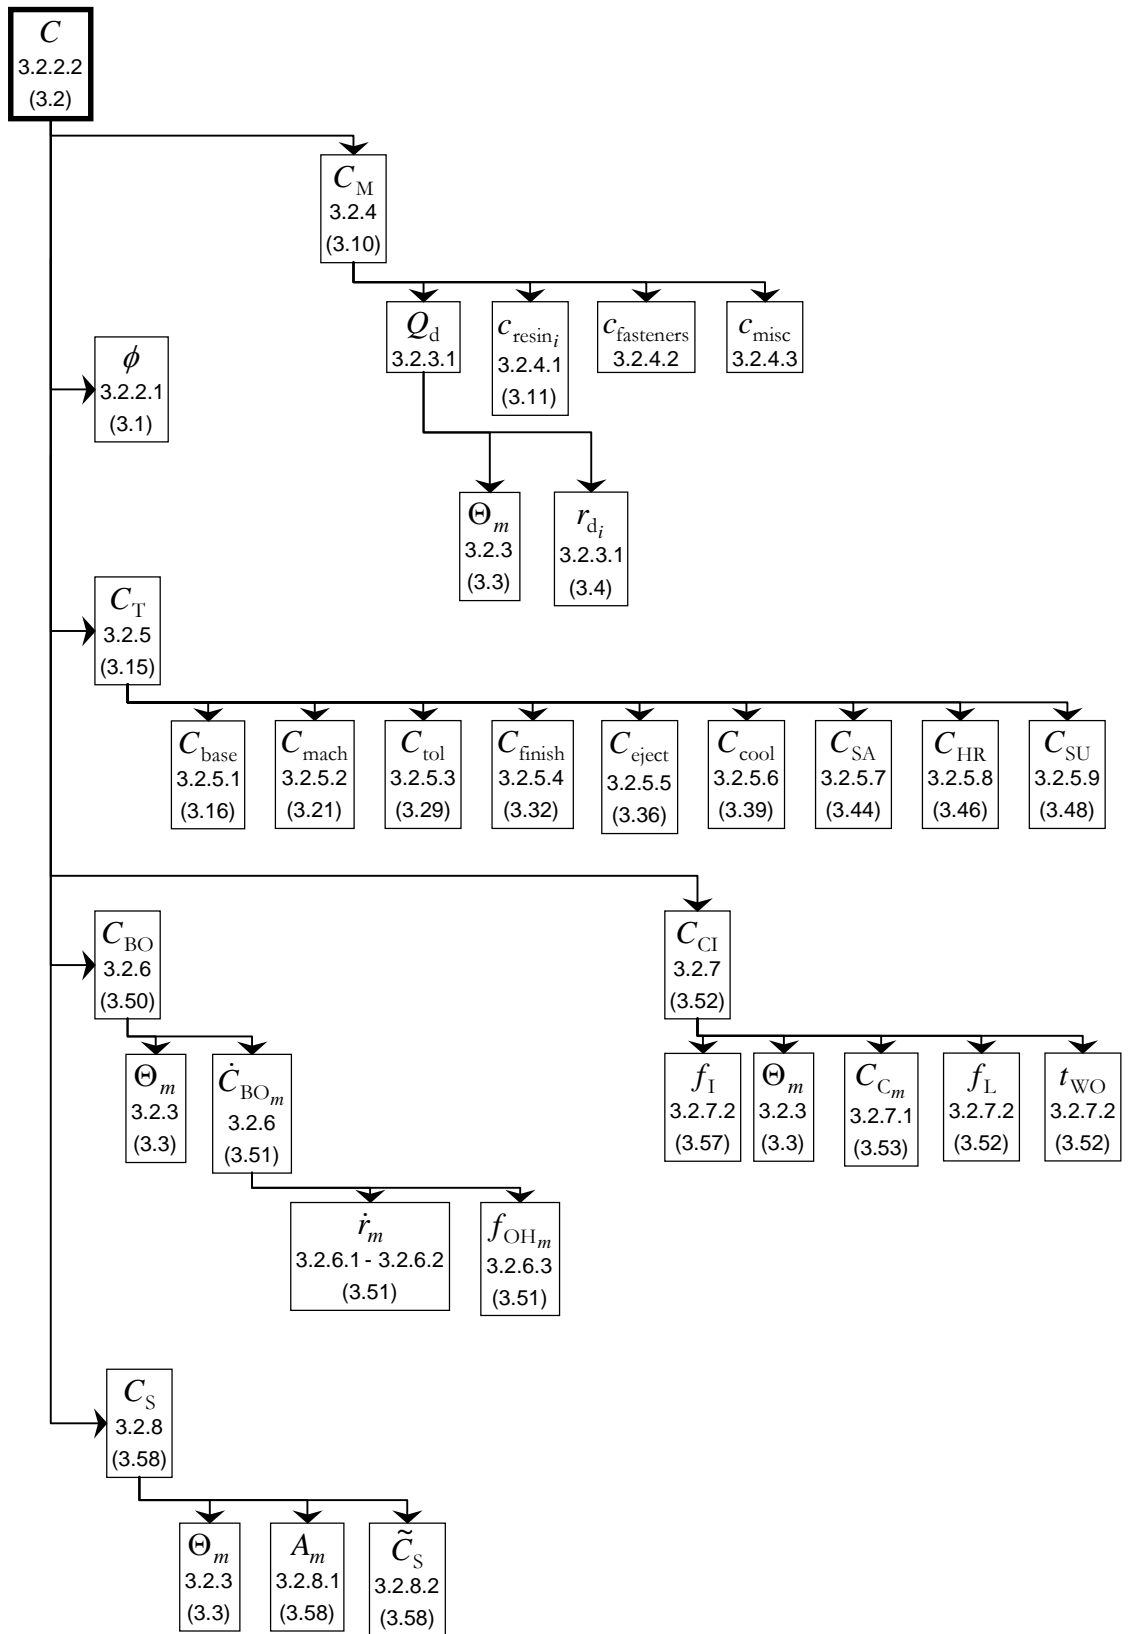 C
3.2.2.2
(3.2)
C_M
3.2.4
(3.10)
Q_d
3.2.3.1
c_resin_i
3.2.4.1
(3.11)
c_fasteners
3.2.4.2
c_misc
3.2.4.3
ϕ
3.2.2.1
(3.1)
Θ_m
3.2.3
(3.3)
r_d_i
3.2.3.1
(3.4)
C_T
3.2.5
(3.15)
C_base
3.2.5.1
(3.16)
C_mach
3.2.5.2
(3.21)
C_tol
3.2.5.3
(3.29)
C_finish
3.2.5.4
(3.32)
C_eject
3.2.5.5
(3.36)
C_cool
3.2.5.6
(3.39)
C_SA
3.2.5.7
(3.44)
C_HR
3.2.5.8
(3.46)
C_SU
3.2.5.9
(3.48)
C_BO
3.2.6
(3.50)
C_CI
3.2.7
(3.52)
Θ_m
3.2.3
(3.3)
Ċ_BO_m
3.2.6
(3.51)
f_I
3.2.7.2
(3.57)
Θ_m
3.2.3
(3.3)
C_C_m
3.2.7.1
(3.53)
f_L
3.2.7.2
(3.52)
t_WO
3.2.7.2
(3.52)
ṙ_m
3.2.6.1 - 3.2.6.2
(3.51)
f_OH_m
3.2.6.3
(3.51)
C_S
3.2.8
(3.58)
Θ_m
3.2.3
(3.3)
A_m
3.2.8.1
(3.58)
C̃_S
3.2.8.2
(3.58)